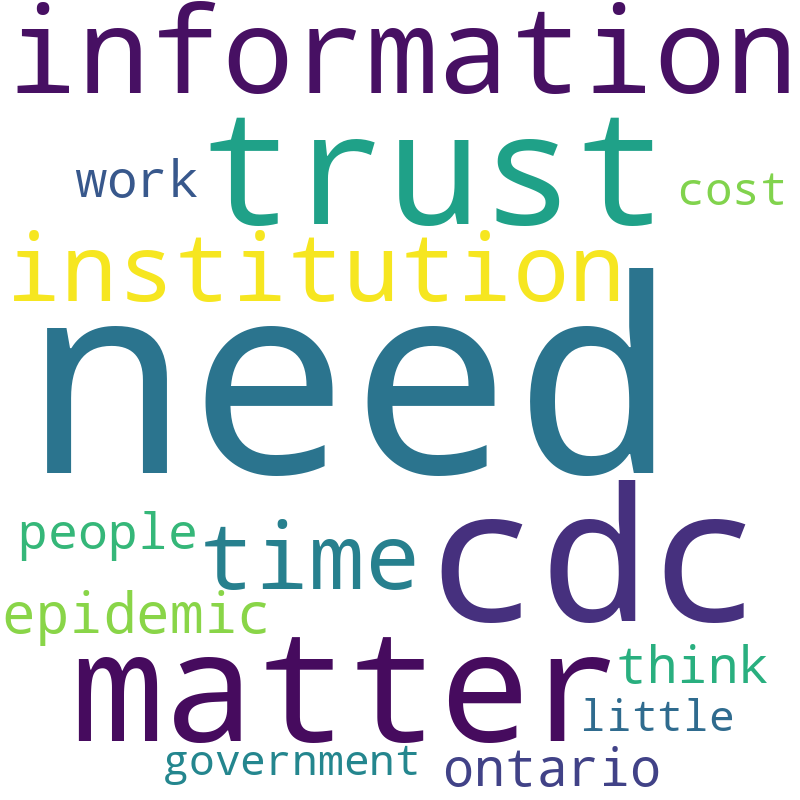 information
work trust cost
institution
need
people time cdc
epidemic
matter think
little
government ontario